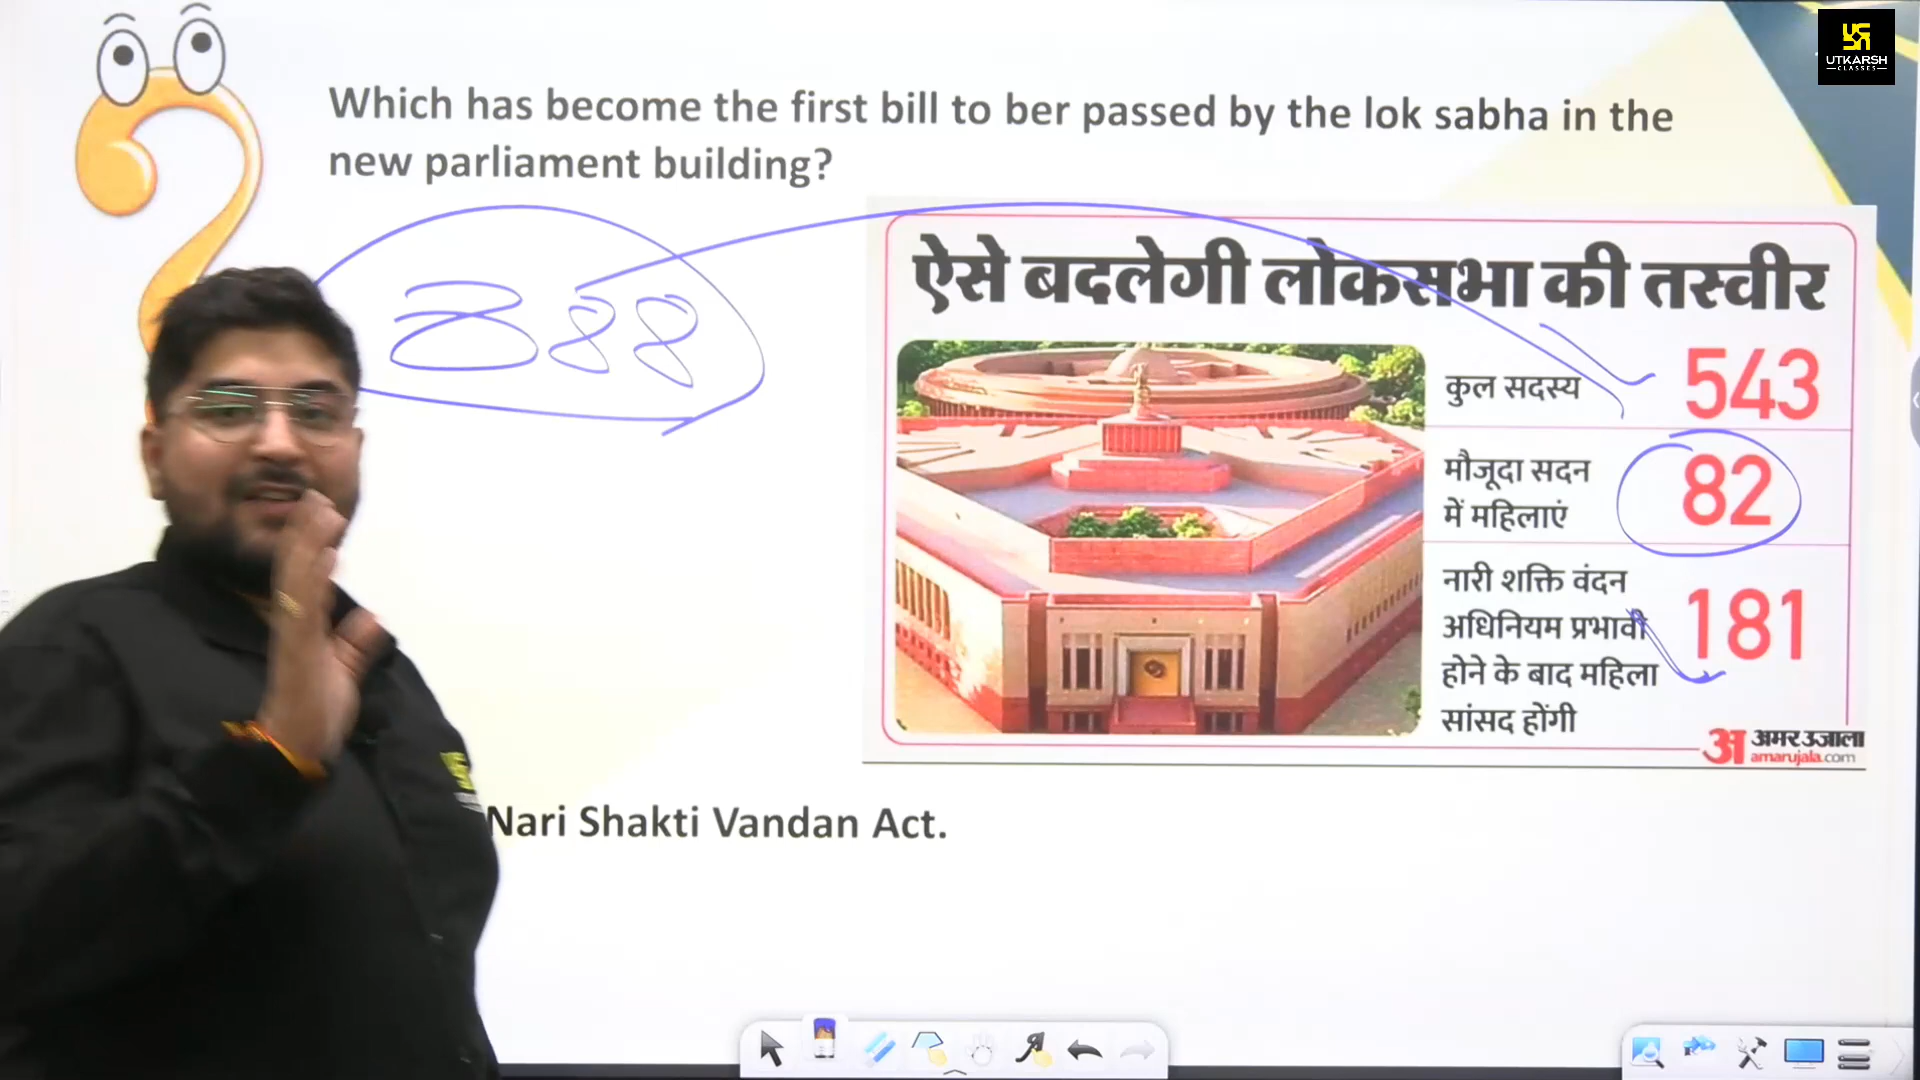 UTKARSH
CLASSES
Which has become the first bill to ber passed by the lok sabha in the
new parliament building?
888
ऐसे बदलेगी लोकसभा की तस्वीर
कुल सदस्य 543
मौजूदा सदन
में महिलाएं 82
नारी शक्ति वंदन
अधिनियम प्रभावी
होने के बाद महिला
सांसद होंगी 181
अ अमर उजाला
amarujala.com
Nari Shakti Vandan Act.